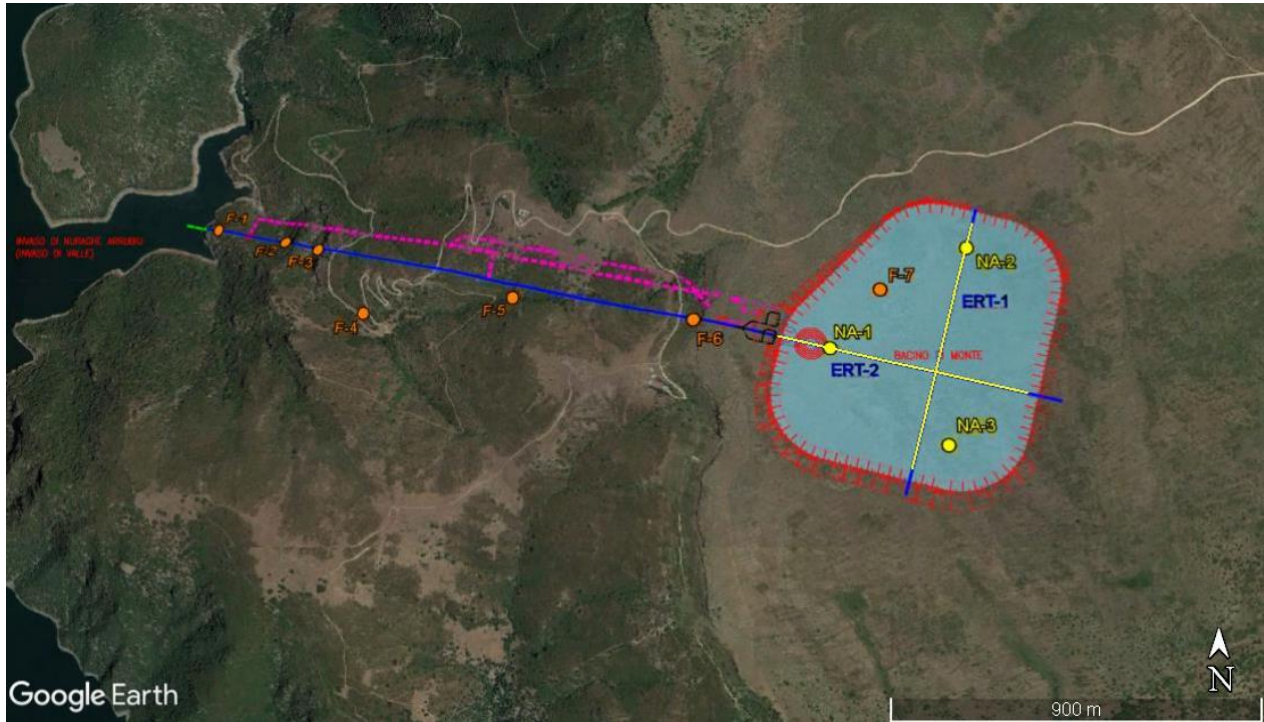 F-1
F-2
F-3
INVASO DI NURAGHE ARRUBIU
(INVASO DI VALLE)
F-4
F-5
F-6
NA-2
F-7
ERT-1
NA-1
BACINO DI MONTE
ERT-2
NA-3
N
Google Earth
900 m